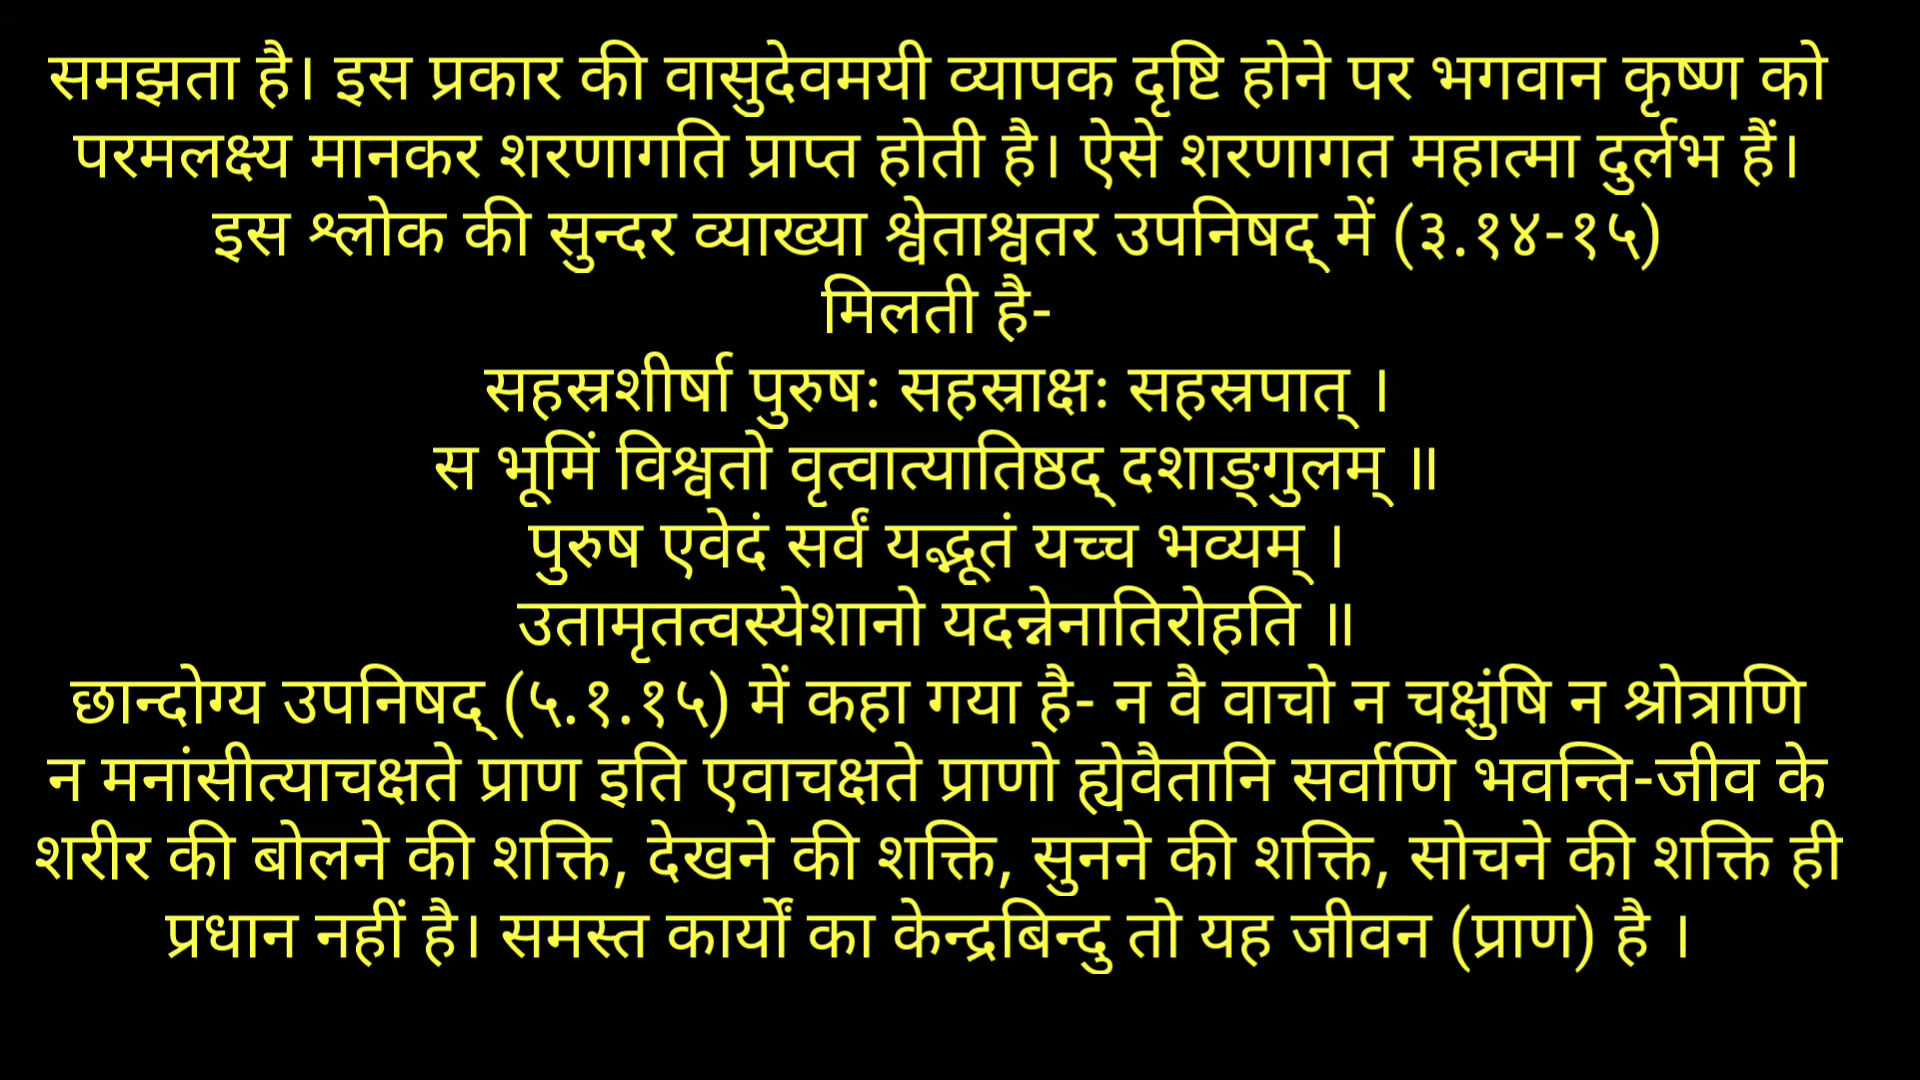 समझता है। इस प्रकार की वासुदेवमयी व्यापक दृष्टि होने पर भगवान कृष्ण को
परमलक्ष्य मानकर शरणागति प्राप्त होती है। ऐसे शरणागत महात्मा दुर्लभ हैं।
इस श्लोक की सुन्दर व्याख्या श्वेताश्वतर उपनिषद् में (३.१४-१५)
मिलती है-
सहस्रशीर्षा पुरुषः सहस्राक्षः सहस्रपात् ।
स भूमिं विश्वतो वृत्वात्यातिष्ठद् दशाङ्गुलम् ॥
पुरुष एवेदं सर्वं यद्भूतं यच्च भव्यम् ।
उतामृतत्वस्येशानो यदन्नेनातिरोहति ॥
छान्दोग्य उपनिषद् (५.१.१५) में कहा गया है- न वै वाचो न चक्षुंषि न श्रोत्राणि
न मनांसीत्याचक्षते प्राण इति एवाचक्षते प्राणो ह्येवैतानि सर्वाणि भवन्ति-जीव के
शरीर की बोलने की शक्ति, देखने की शक्ति, सुनने की शक्ति, सोचने की शक्ति ही
प्रधान नहीं है। समस्त कार्यों का केन्द्रबिन्दु तो यह जीवन (प्राण) है ।